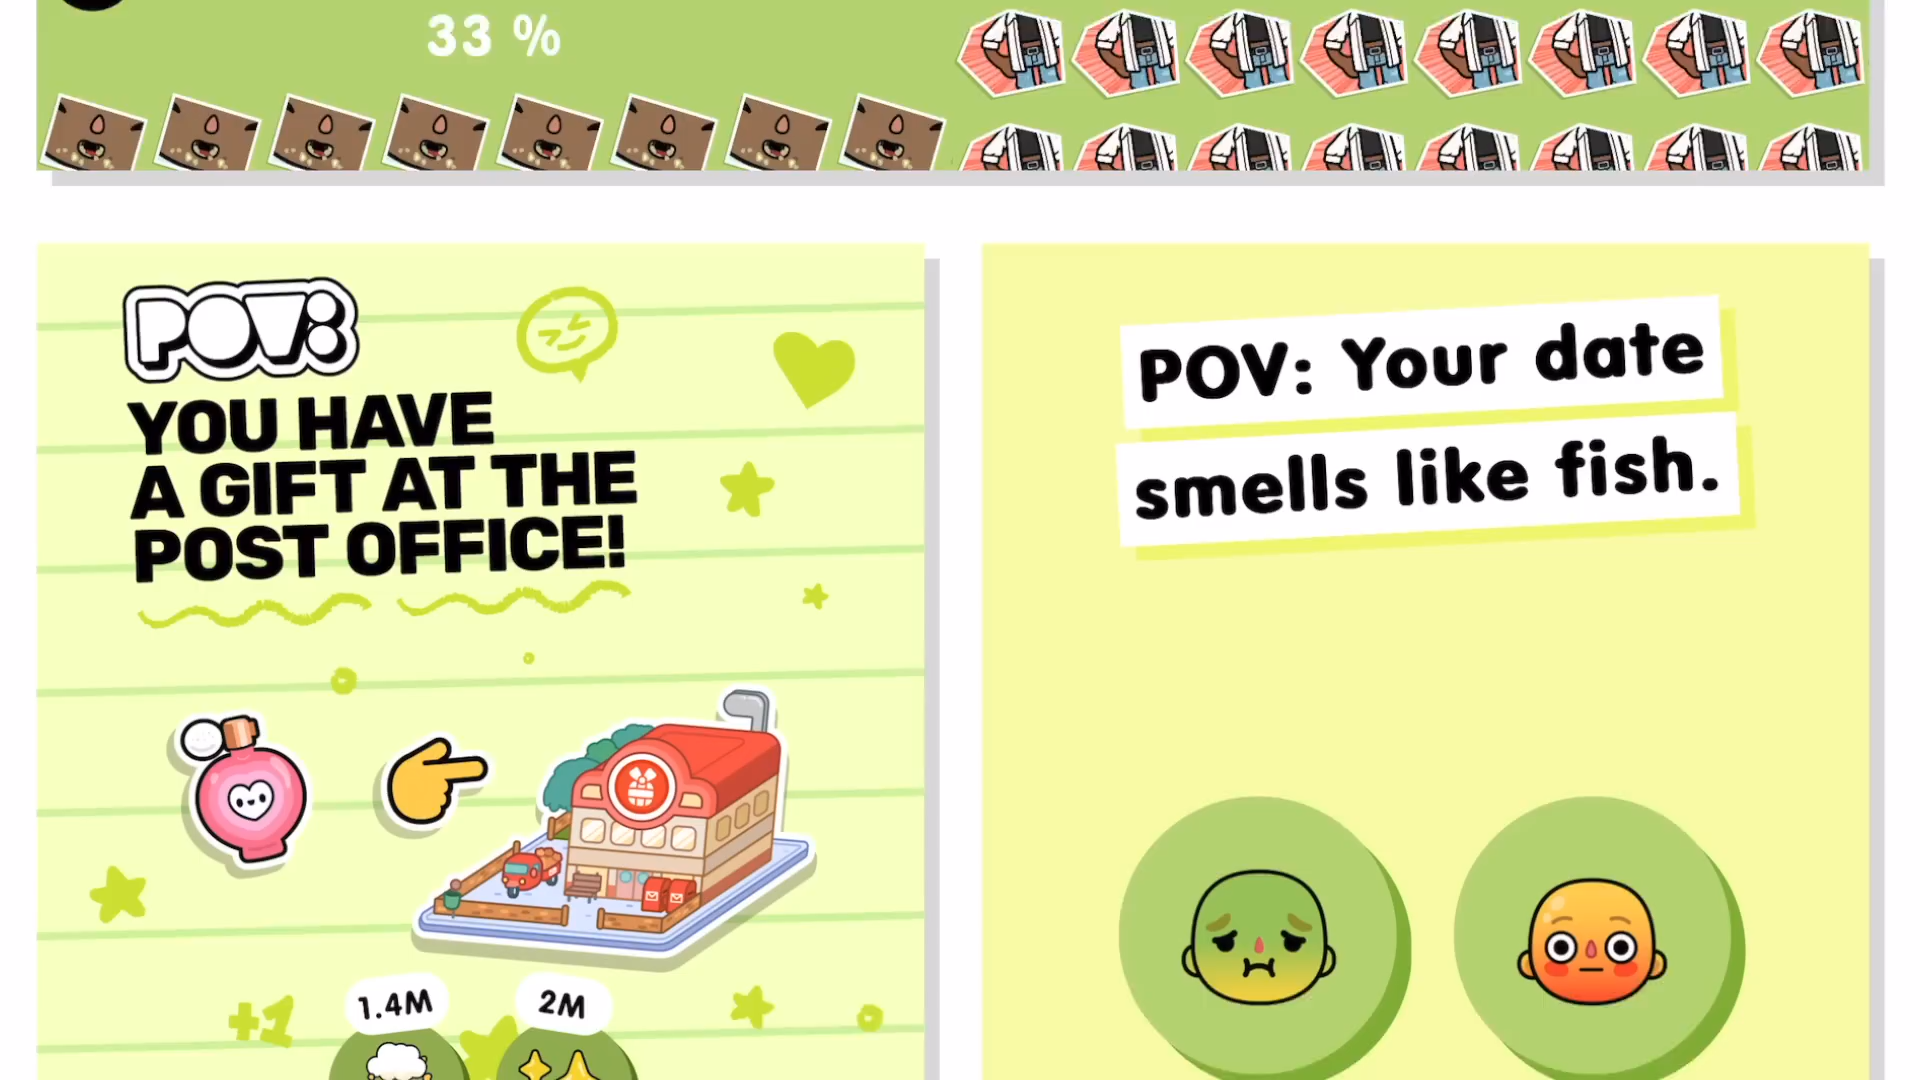 33 %
POV:
YOU HAVE
A GIFT AT THE
POST OFFICE!
+1
1.4M
2M
POV: Your date
smells like fish.